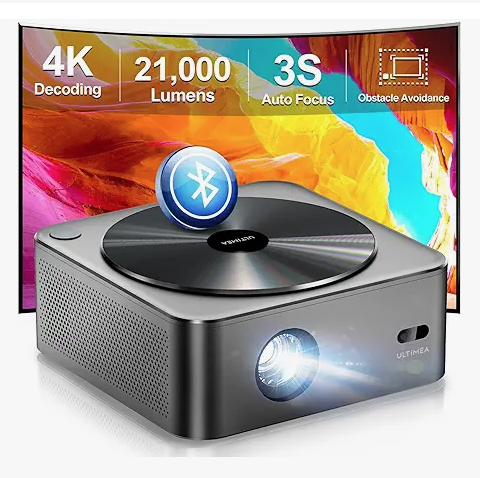 4K
Decoding
21,000
Lumens
3S
Auto Focus
Obstacle Avoidance
ULTIMEA
ULTIMEA